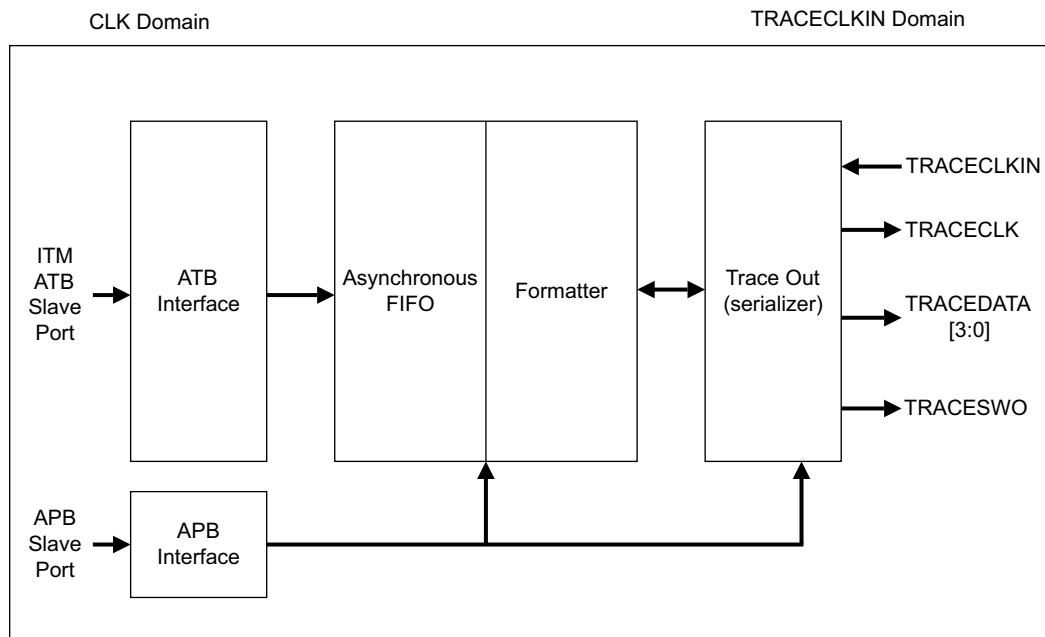 CLK Domain
TRACECLKIN Domain
ITM
ATB
Slave
Port
ATB
Interface
Asynchronous
FIFO
Formatter
Trace Out
(serializer)
TRACECLKIN
TRACECLK
TRACEDATA
[3:0]
TRACESWO
APB
Slave
Port
APB
Interface